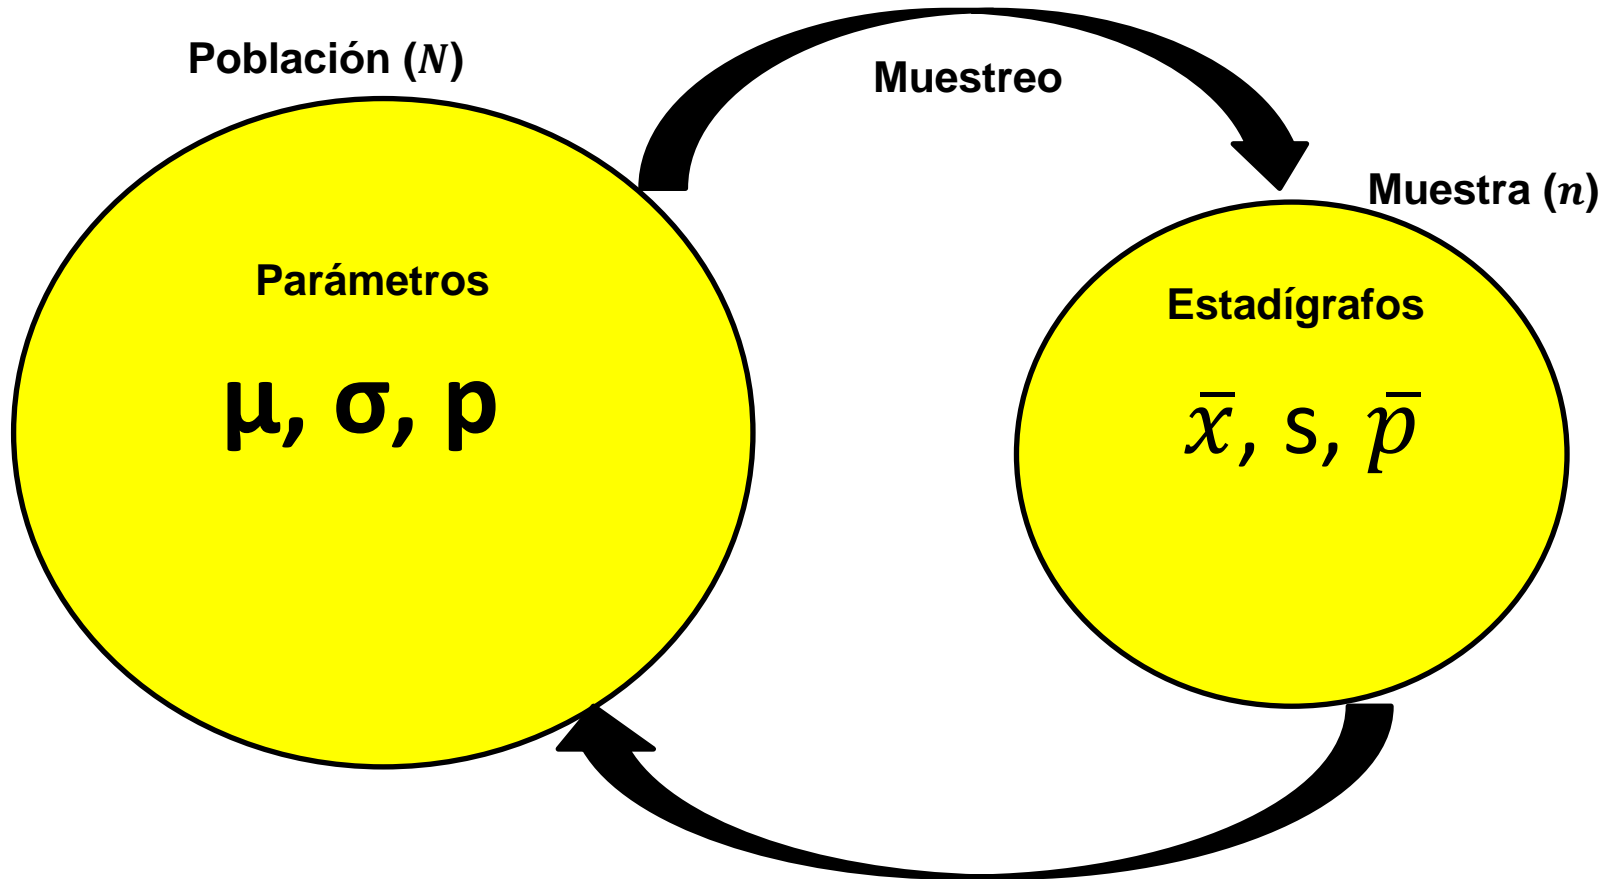 Población (N)
Muestreo
Muestra (n)
Parámetros
μ, σ, p
Estadígrafos
x̄, s, p̄